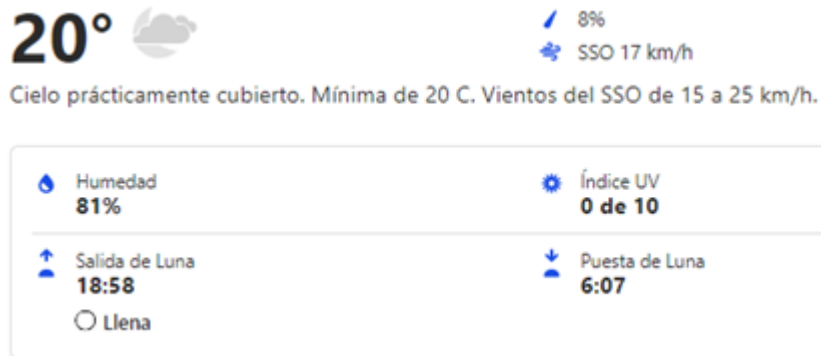 20°
8%
SSO 17 km/h
Cielo prácticamente cubierto. Mínima de 20 C. Vientos del SSO de 15 a 25 km/h.
Humedad
81%
Índice UV
0 de 10
Salida de Luna
18:58
Llena
Puesta de Luna
6:07